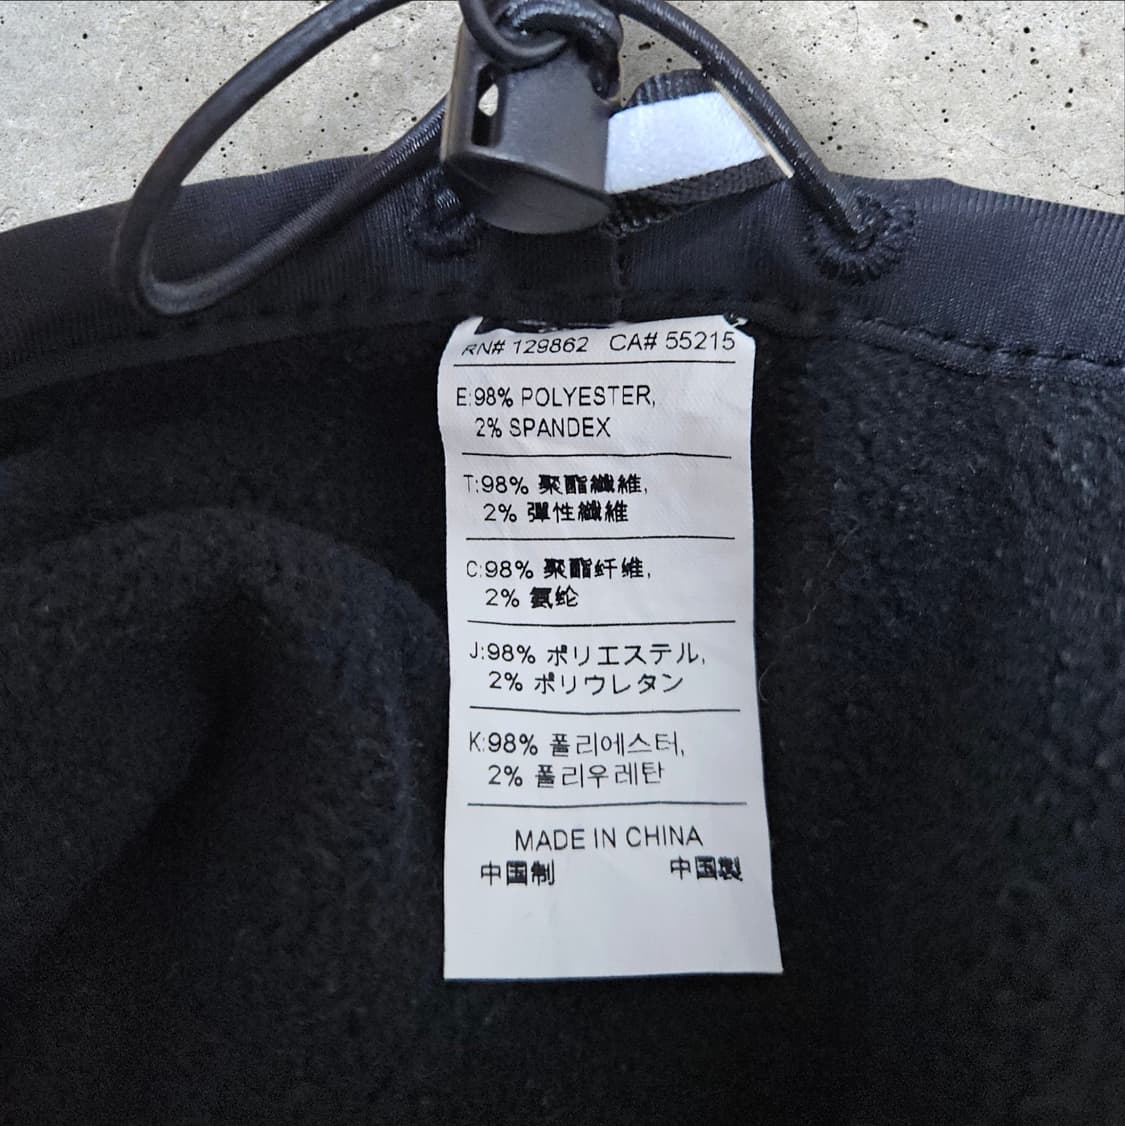 RN# 129862 CA# 55215
E:98% POLYESTER,
2% SPANDEX
T:98% 聚酯纖維,
2% 彈性纖維
C:98% 聚酯纤维,
2% 氨纶
J:98% ポリエステル,
2% ポリウレタン
K:98% 폴리에스터,
2% 폴리우레탄
MADE IN CHINA
中国制 中国製